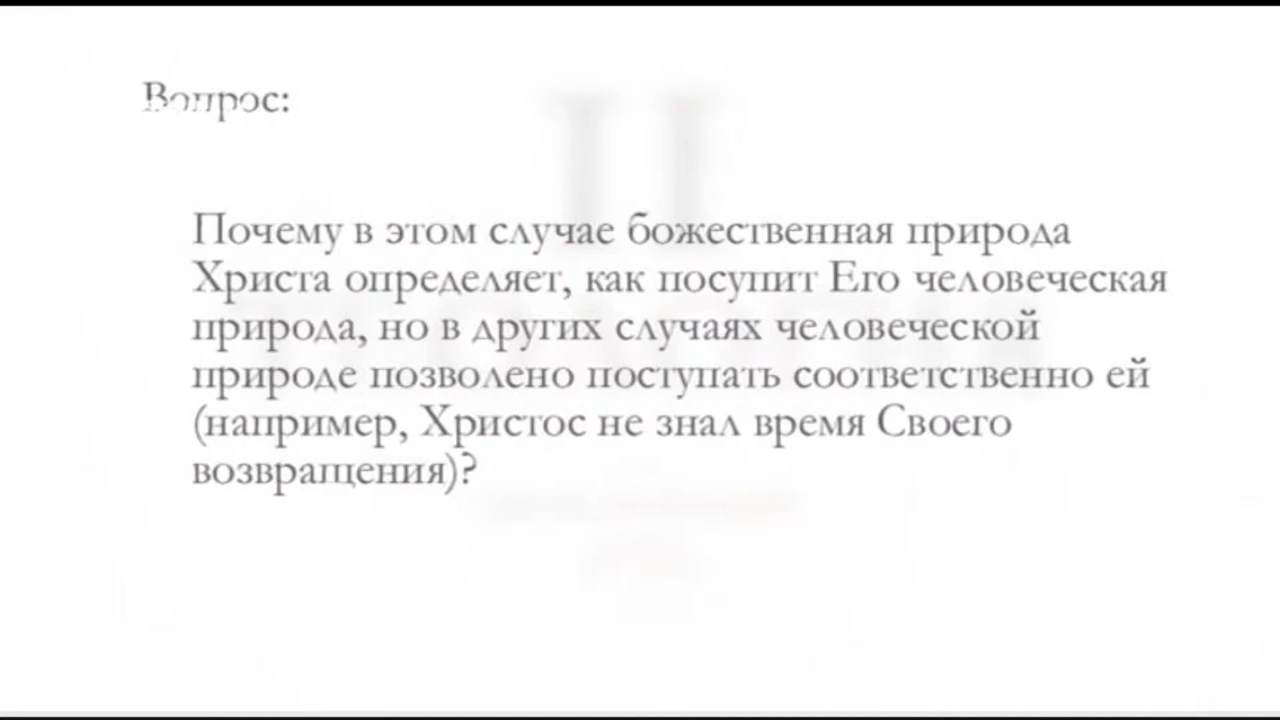 Вопрос:
Почему в этом случае божественная природа
Христа определяет, как посупит Его человеческая
природа, но в других случаях человеческой
природе позволено поступать соответственно ей
(например, Христос не знал время Своего
возвращения)?